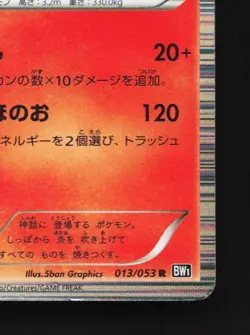 高さ：3.2m 重さ：330.0kg
20+
カンの数×10ダメージを追加。
ほのお 120
ネルギーを2個選び、トラッシュ
神話に 登場する ポケモン。
しっぽから 炎を 吹き上げて
ものを 焼きつくす。
Illus.5ban Graphics 013/053 R BW1
/Creatures/GAME FREAK